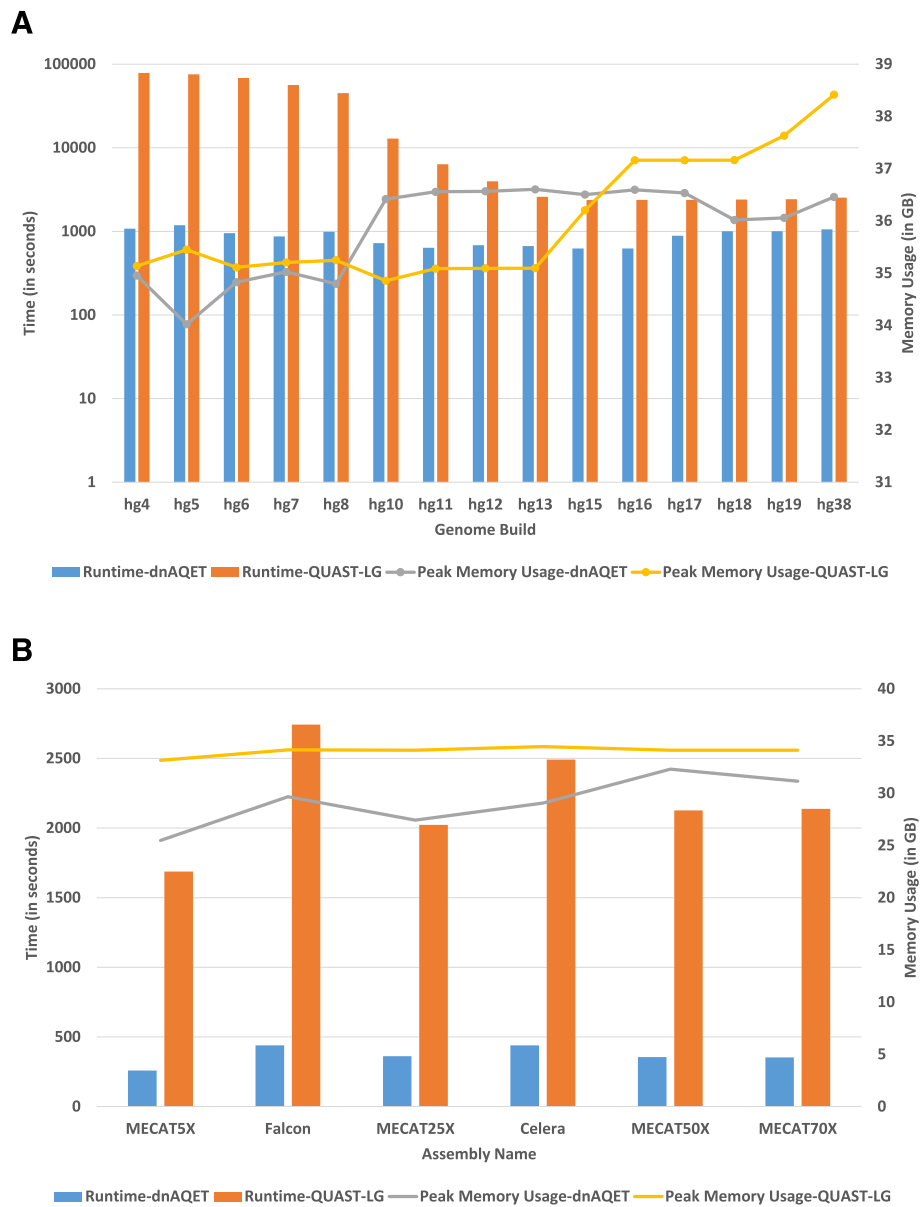 A
100000
10000
1000
100
10
1
Time (in seconds)
39
38
37
36
35
34
33
32
31
Memory Usage (in GB)
hg4 hg5 hg6 hg7 hg8 hg10 hg11 hg12 hg13 hg15 hg16 hg17 hg18 hg19 hg38
Genome Build
Runtime-dnAQET Runtime-QUAST-LG Peak Memory Usage-dnAQET Peak Memory Usage-QUAST-LG
B
3000
2500
2000
1500
1000
500
0
Time (in seconds)
40
35
30
25
20
15
10
5
0
Memory Usage (in GB)
MECAT5X Falcon MECAT25X Celera MECAT50X MECAT70X
Assembly Name
Runtime-dnAQET Runtime-QUAST-LG Peak Memory Usage-dnAQET Peak Memory Usage-QUAST-LG